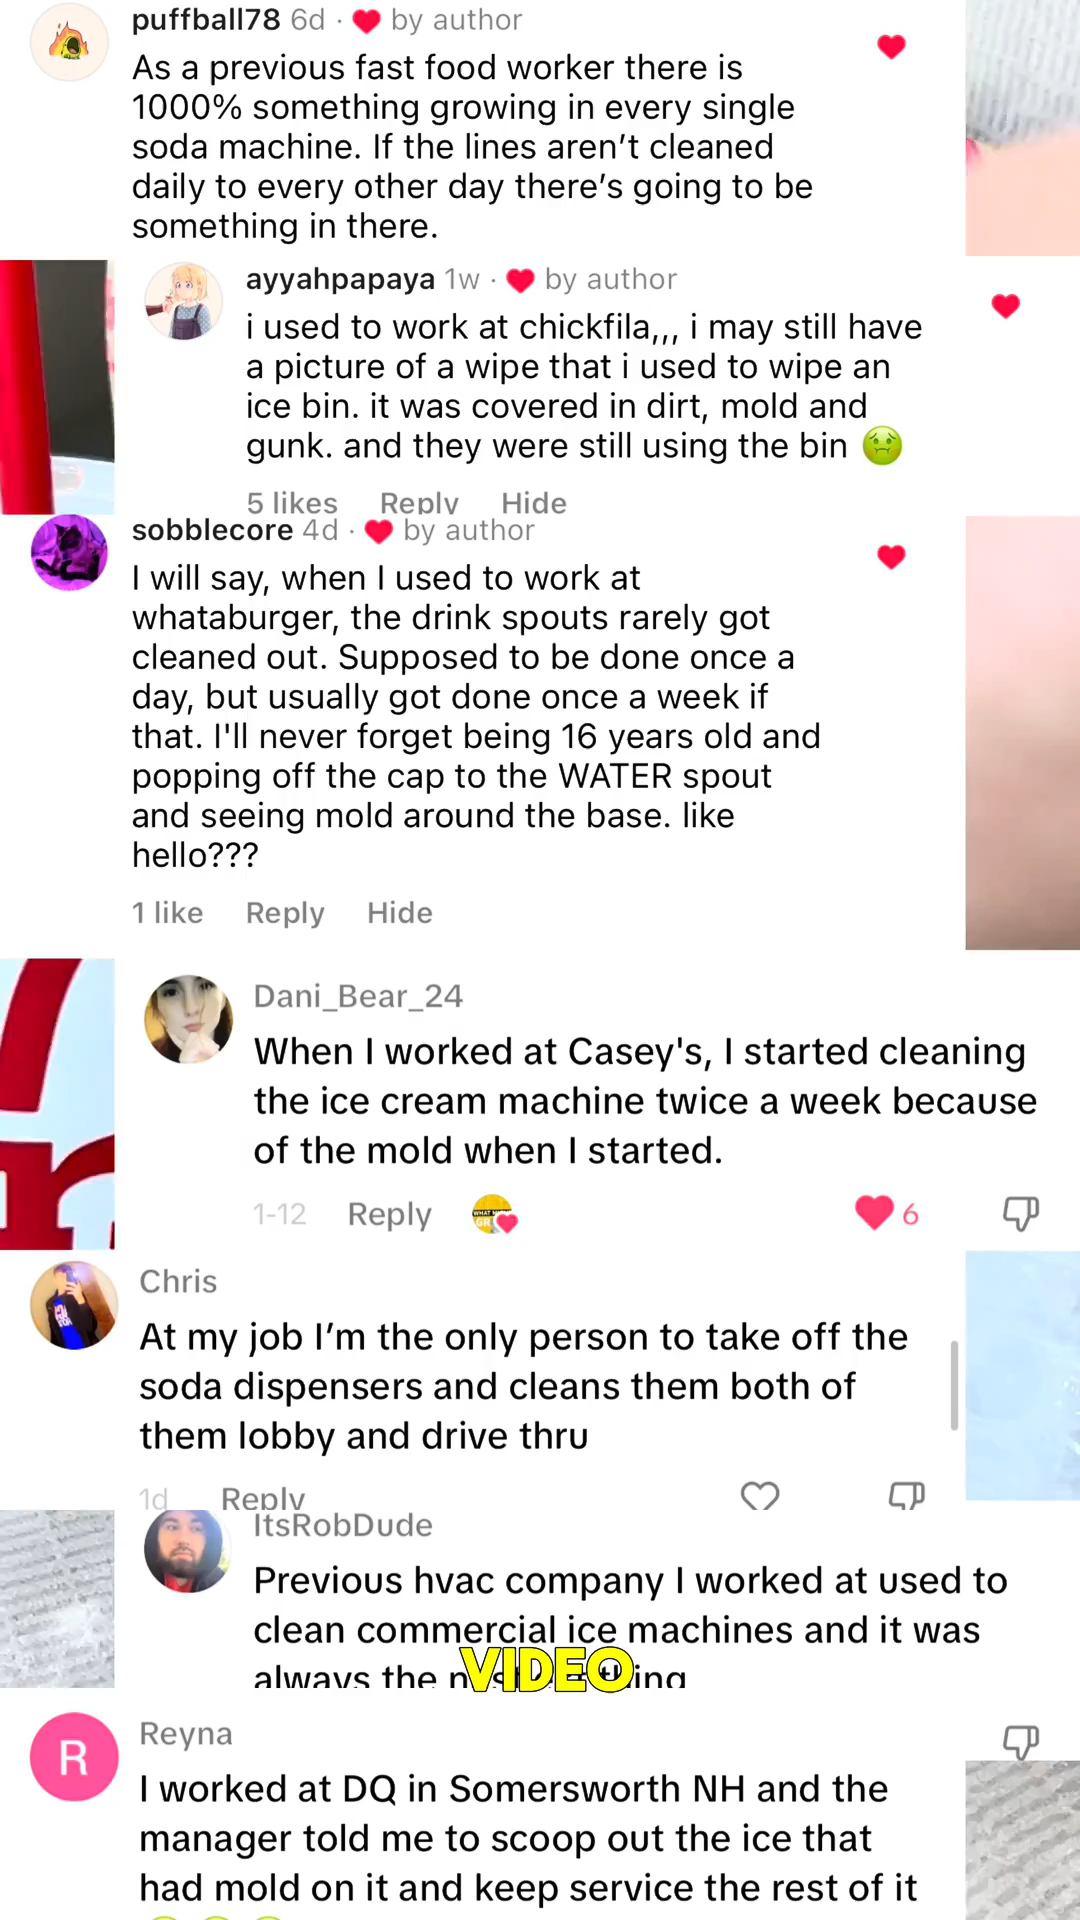 puffball78 6d · ❤️ by author
As a previous fast food worker there is
1000% something growing in every single
soda machine. If the lines aren’t cleaned
daily to every other day there’s going to be
something in there.
ayyahpapaya 1w · ❤️ by author
i used to work at chickfila,,, i may still have
a picture of a wipe that i used to wipe an
ice bin. it was covered in dirt, mold and
gunk. and they were still using the bin 🤢
5 likes Reply Hide
sobblecore 4d · ❤️ by author
I will say, when I used to work at
whataburger, the drink spouts rarely got
cleaned out. Supposed to be done once a
day, but usually got done once a week if
that. I'll never forget being 16 years old and
popping off the cap to the WATER spout
and seeing mold around the base. like
hello???
1 like Reply Hide
Dani_Bear_24
When I worked at Casey's, I started cleaning
the ice cream machine twice a week because
of the mold when I started.
1-12 Reply 6
Chris
At my job I’m the only person to take off the
soda dispensers and cleans them both of
them lobby and drive thru
1d Reply
ItsRobDude
Previous hvac company I worked at used to
clean commercial ice machines and it was
always the
VIDEO
R
Reyna
I worked at DQ in Somersworth NH and the
manager told me to scoop out the ice that
had mold on it and keep service the rest of it